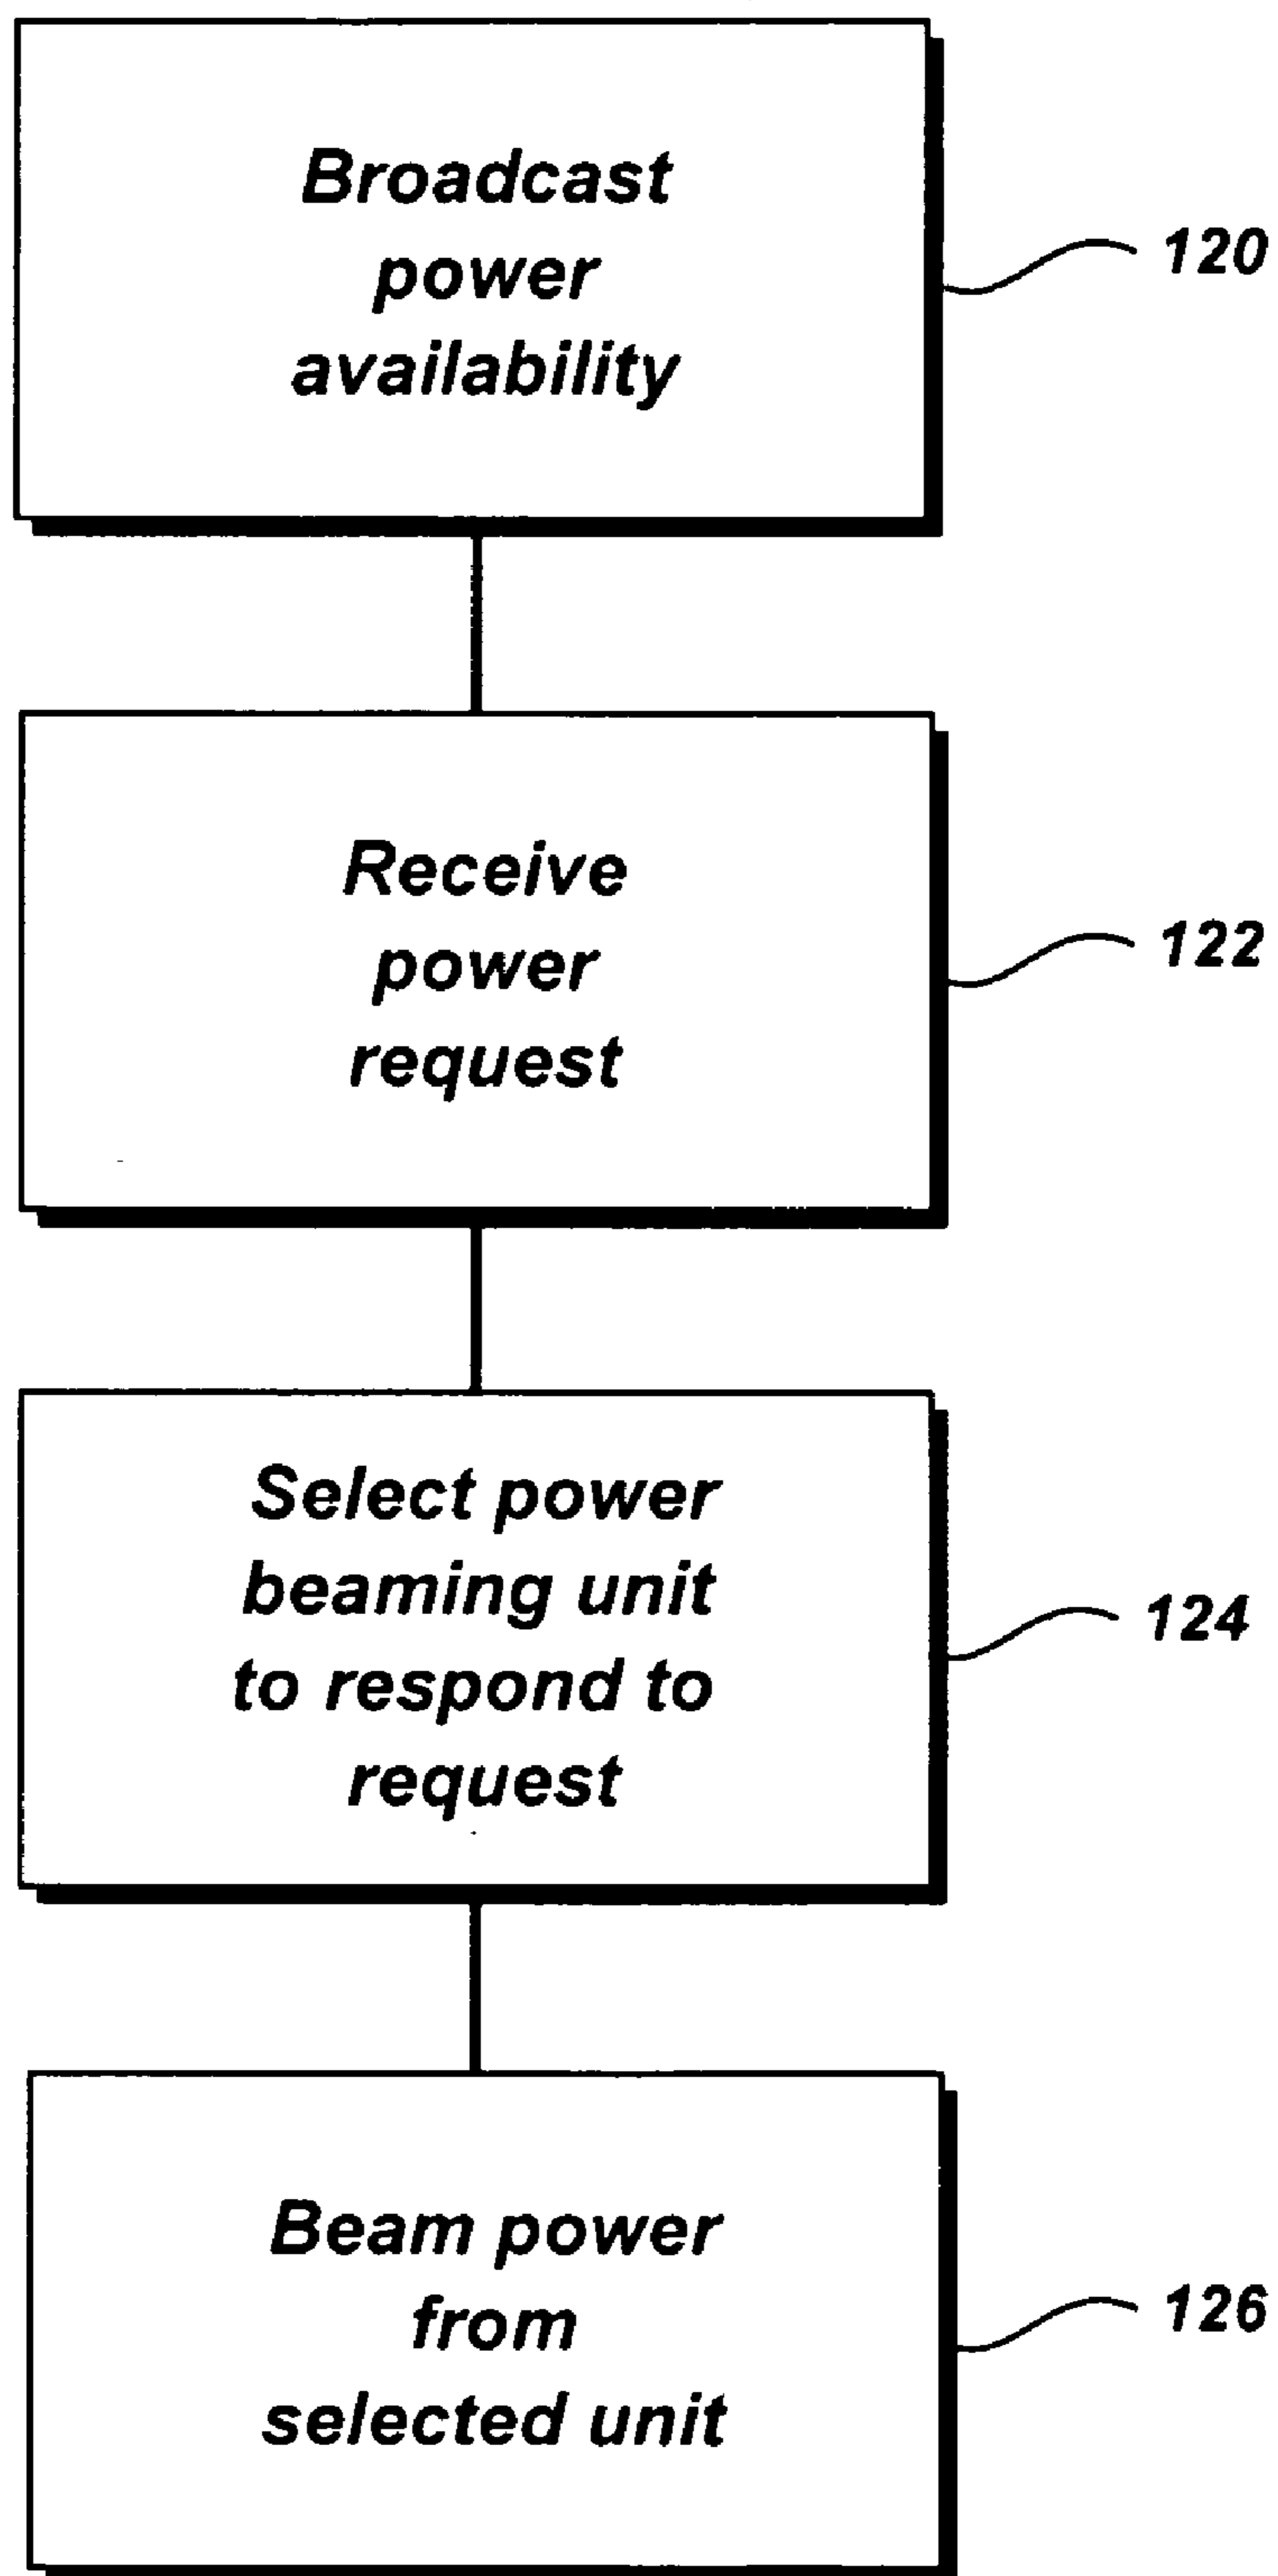 Broadcast
power
availability
120
Receive
power
request
122
Select power
beaming unit
to respond to
request
124
Beam power
from
selected unit
126